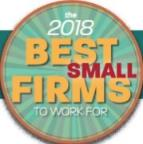 the
2018
BEST
SMALL
FIRMS
TO WORK FOR